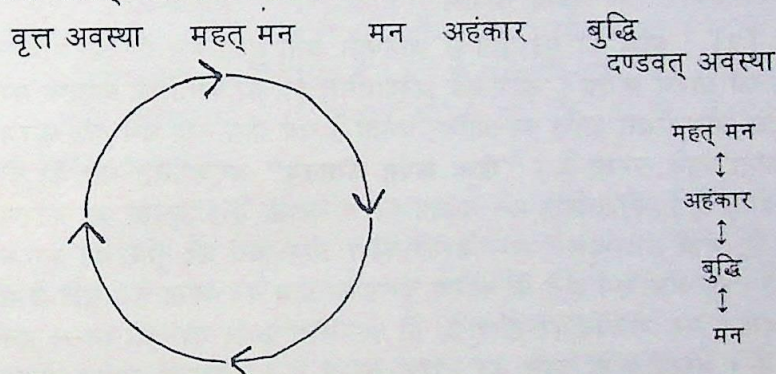 वृत्त अवस्था महत् मन मन अहंकार बुद्धि
दण्डवत् अवस्था
महत् मन
↕
अहंकार
↕
बुद्धि
↕
मन